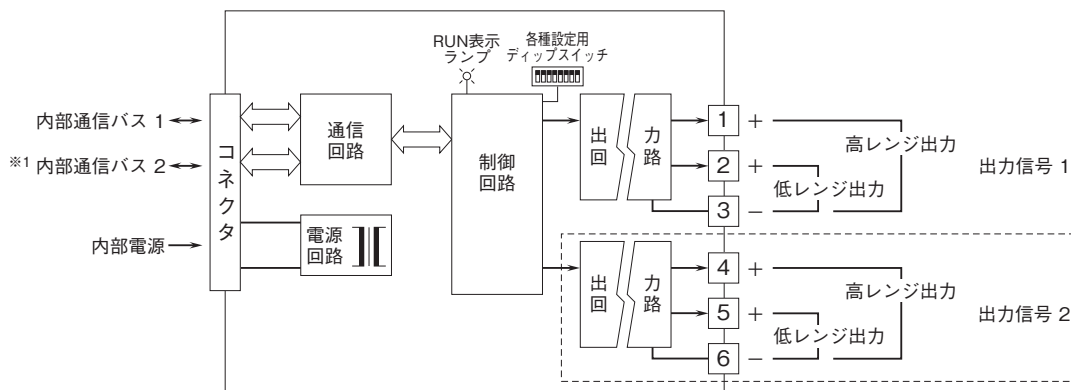 RUN表示
ランプ
各種設定用
ディップスイッチ
内部通信バス 1
※1 内部通信バス 2
内部電源
コネクタ
通信
回路
電源
回路
制御
回路
出力
回路
1 +
2 +
3 −
高レンジ出力
低レンジ出力
出力信号 1
出力
回路
4 +
5 +
6 −
高レンジ出力
低レンジ出力
出力信号 2